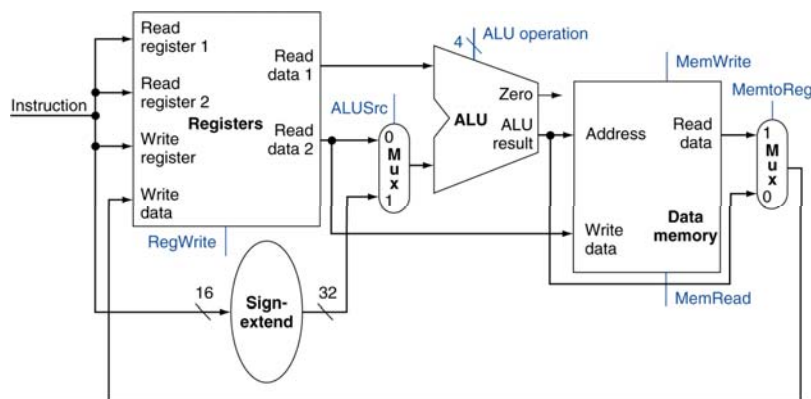 Instruction
Read
register 1
Read
register 2
Write
register
Write
data
Registers
Read
data 1
Read
data 2
RegWrite
16
Sign-
extend
32
ALUSrc
0
M
u
x
1
4
ALU operation
Zero
ALU
ALU
result
MemWrite
Address
Read
data
Write
data
Data
memory
MemRead
MemtoReg
1
M
u
x
0